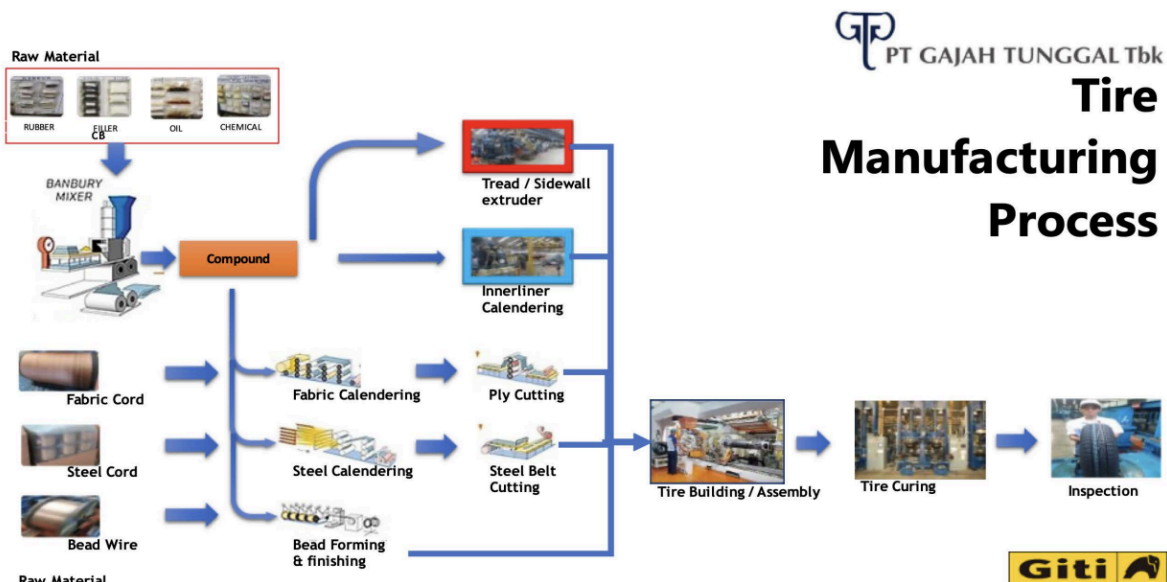 PT GAJAH TUNGGAL Tbk
Tire
Manufacturing
Process
Raw Material
RUBBER
FILLER
CB
OIL
CHEMICAL
BANBURY
MIXER
Compound
Tread / Sidewall
extruder
Innerliner
Calendering
Fabric Cord
Fabric Calendering
Ply Cutting
Steel Cord
Steel Calendering
Steel Belt
Cutting
Tire Building / Assembly
Tire Curing
Inspection
Bead Wire
Bead Forming
& finishing
Raw Material
Giti